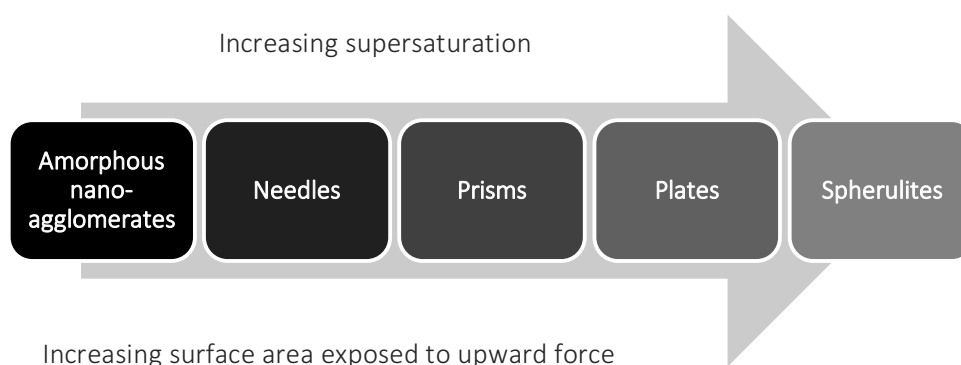 Increasing supersaturation
Amorphous
nano-
agglomerates
Needles
Prisms
Plates
Spherulites
Increasing surface area exposed to upward force